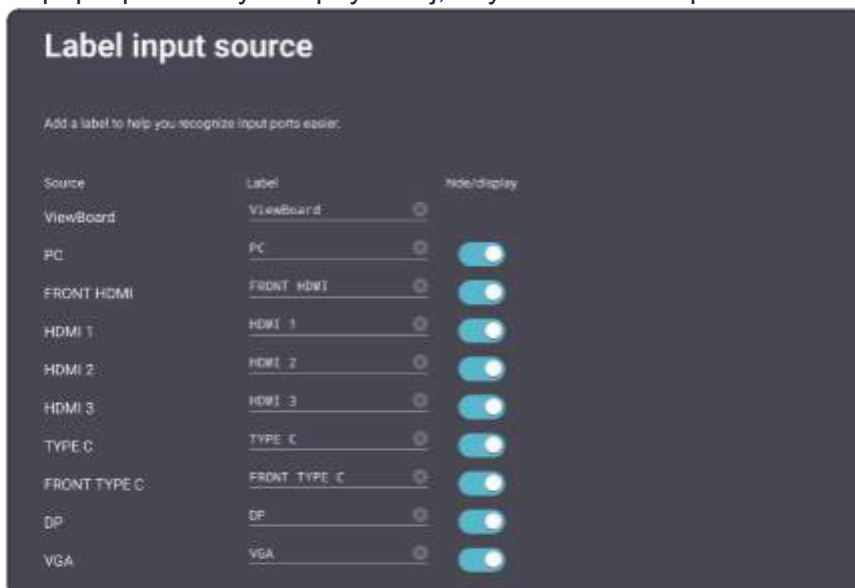 Label input source
Add a label to help you recognize input ports easier.
Source Label hide/display
ViewBoard ViewBoard
PC PC
FRONT HDMI FRONT HDMI
HDMI 1 HDMI 1
HDMI 2 HDMI 2
HDMI 3 HDMI 3
TYPE C TYPE C
FRONT TYPE C FRONT TYPE C
DP DP
VGA VGA